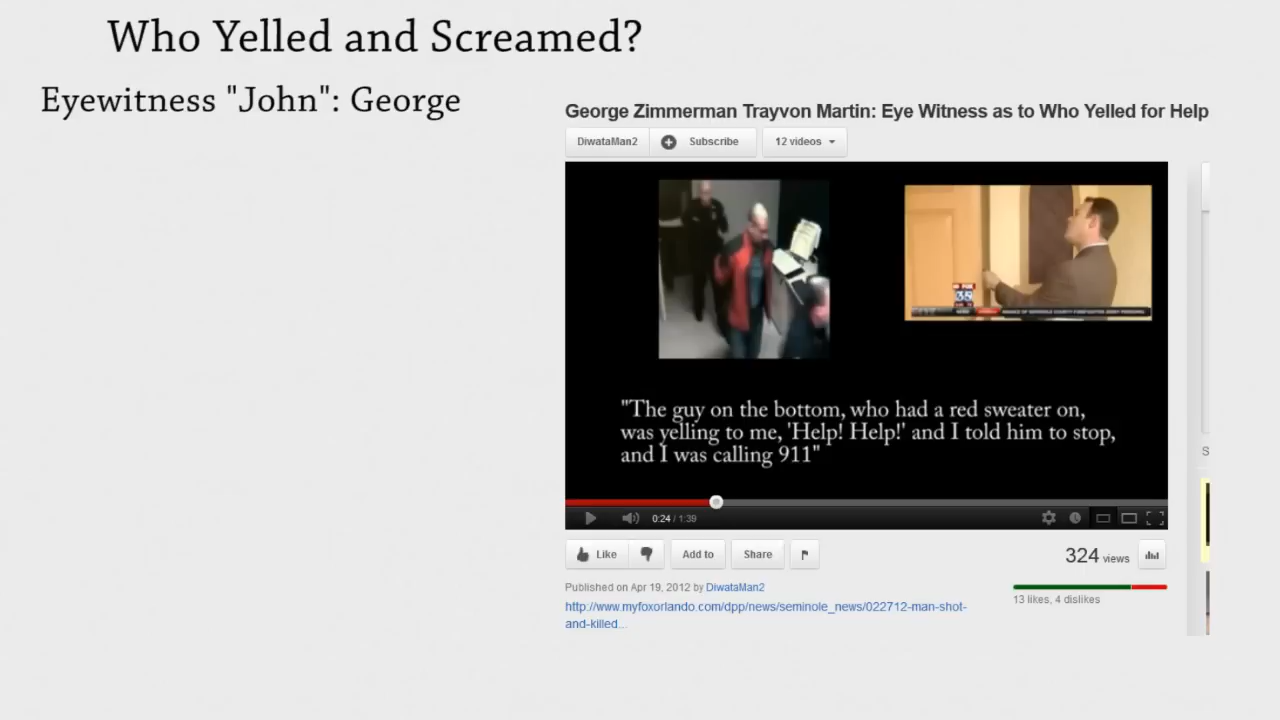 Who Yelled and Screamed?
Eyewitness "John": George
George Zimmerman Trayvon Martin: Eye Witness as to Who Yelled for Help
DiwataMan2
Subscribe
12 videos
"The guy on the bottom, who had a red sweater on,
was yelling to me, 'Help! Help!' and I told him to stop,
and I was calling 911"
0:24 / 1:39
Like
Add to
Share
324 views
Published on Apr 19, 2012 by DiwataMan2
13 likes, 4 dislikes
http://www.myfoxorlando.com/dpp/news/seminole_news/022712-man-shot-
and-killed...
S